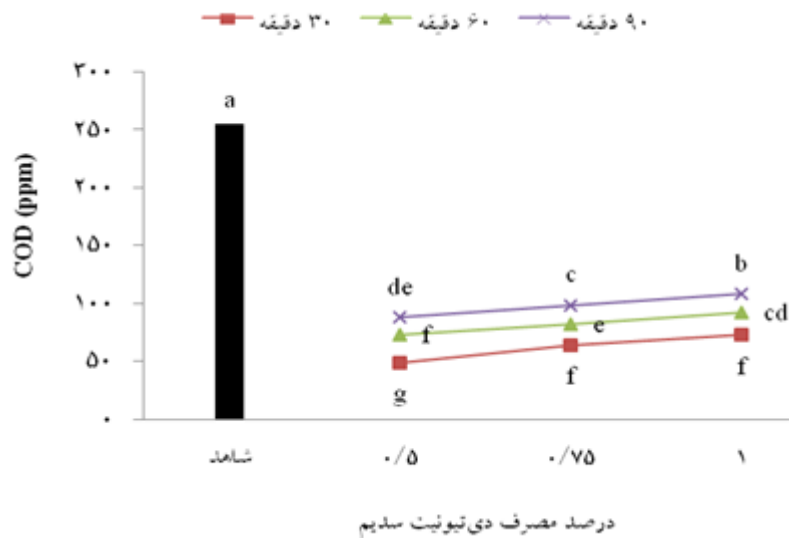 ۳۰ دقیقه ۶۰ دقیقه ۹۰ دقیقه
COD (ppm)
۳۰۰
۲۵۰
۲۰۰
۱۵۰
۱۰۰
۵۰
۰
a
de
c
b
f
e
cd
g
f
f
شاهد ۰/۵ ۰/۷۵ ۱
درصد مصرف دی‌تیونیت سدیم